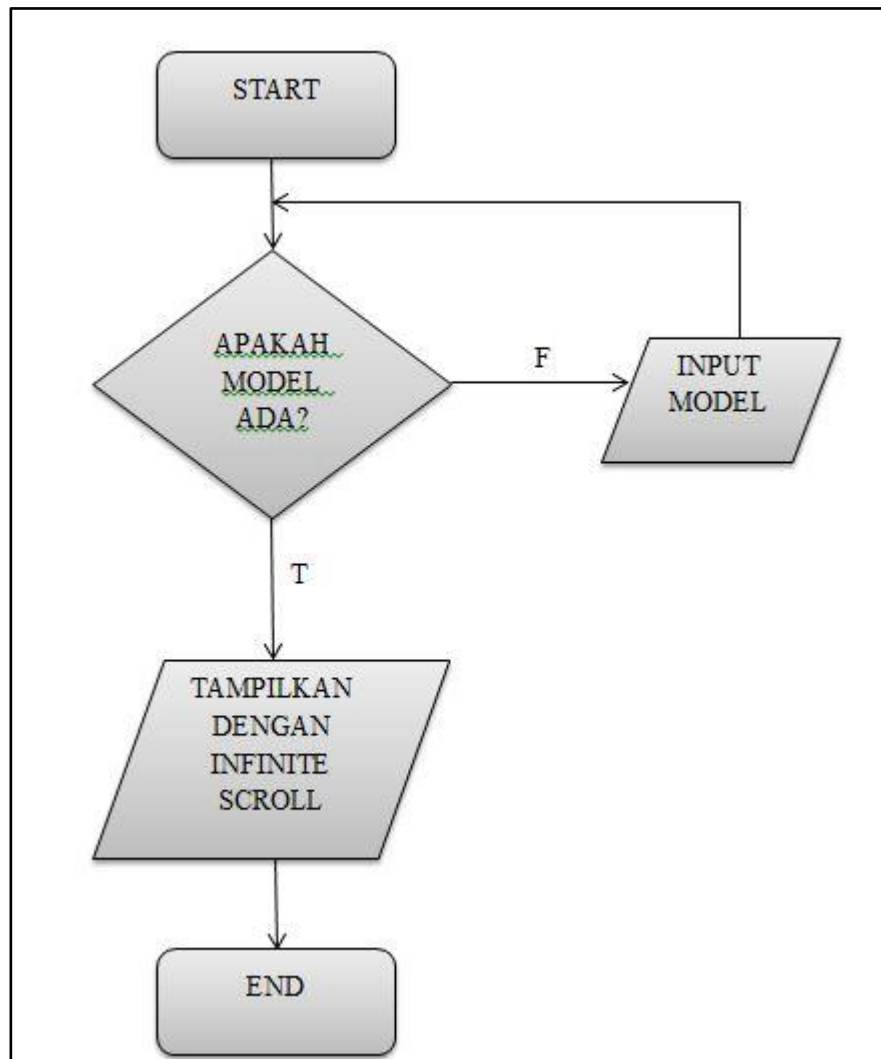 START
APAKAH
MODEL
ADA?
F
INPUT
MODEL
T
TAMPILKAN
DENGAN
INFINITE
SCROLL
END